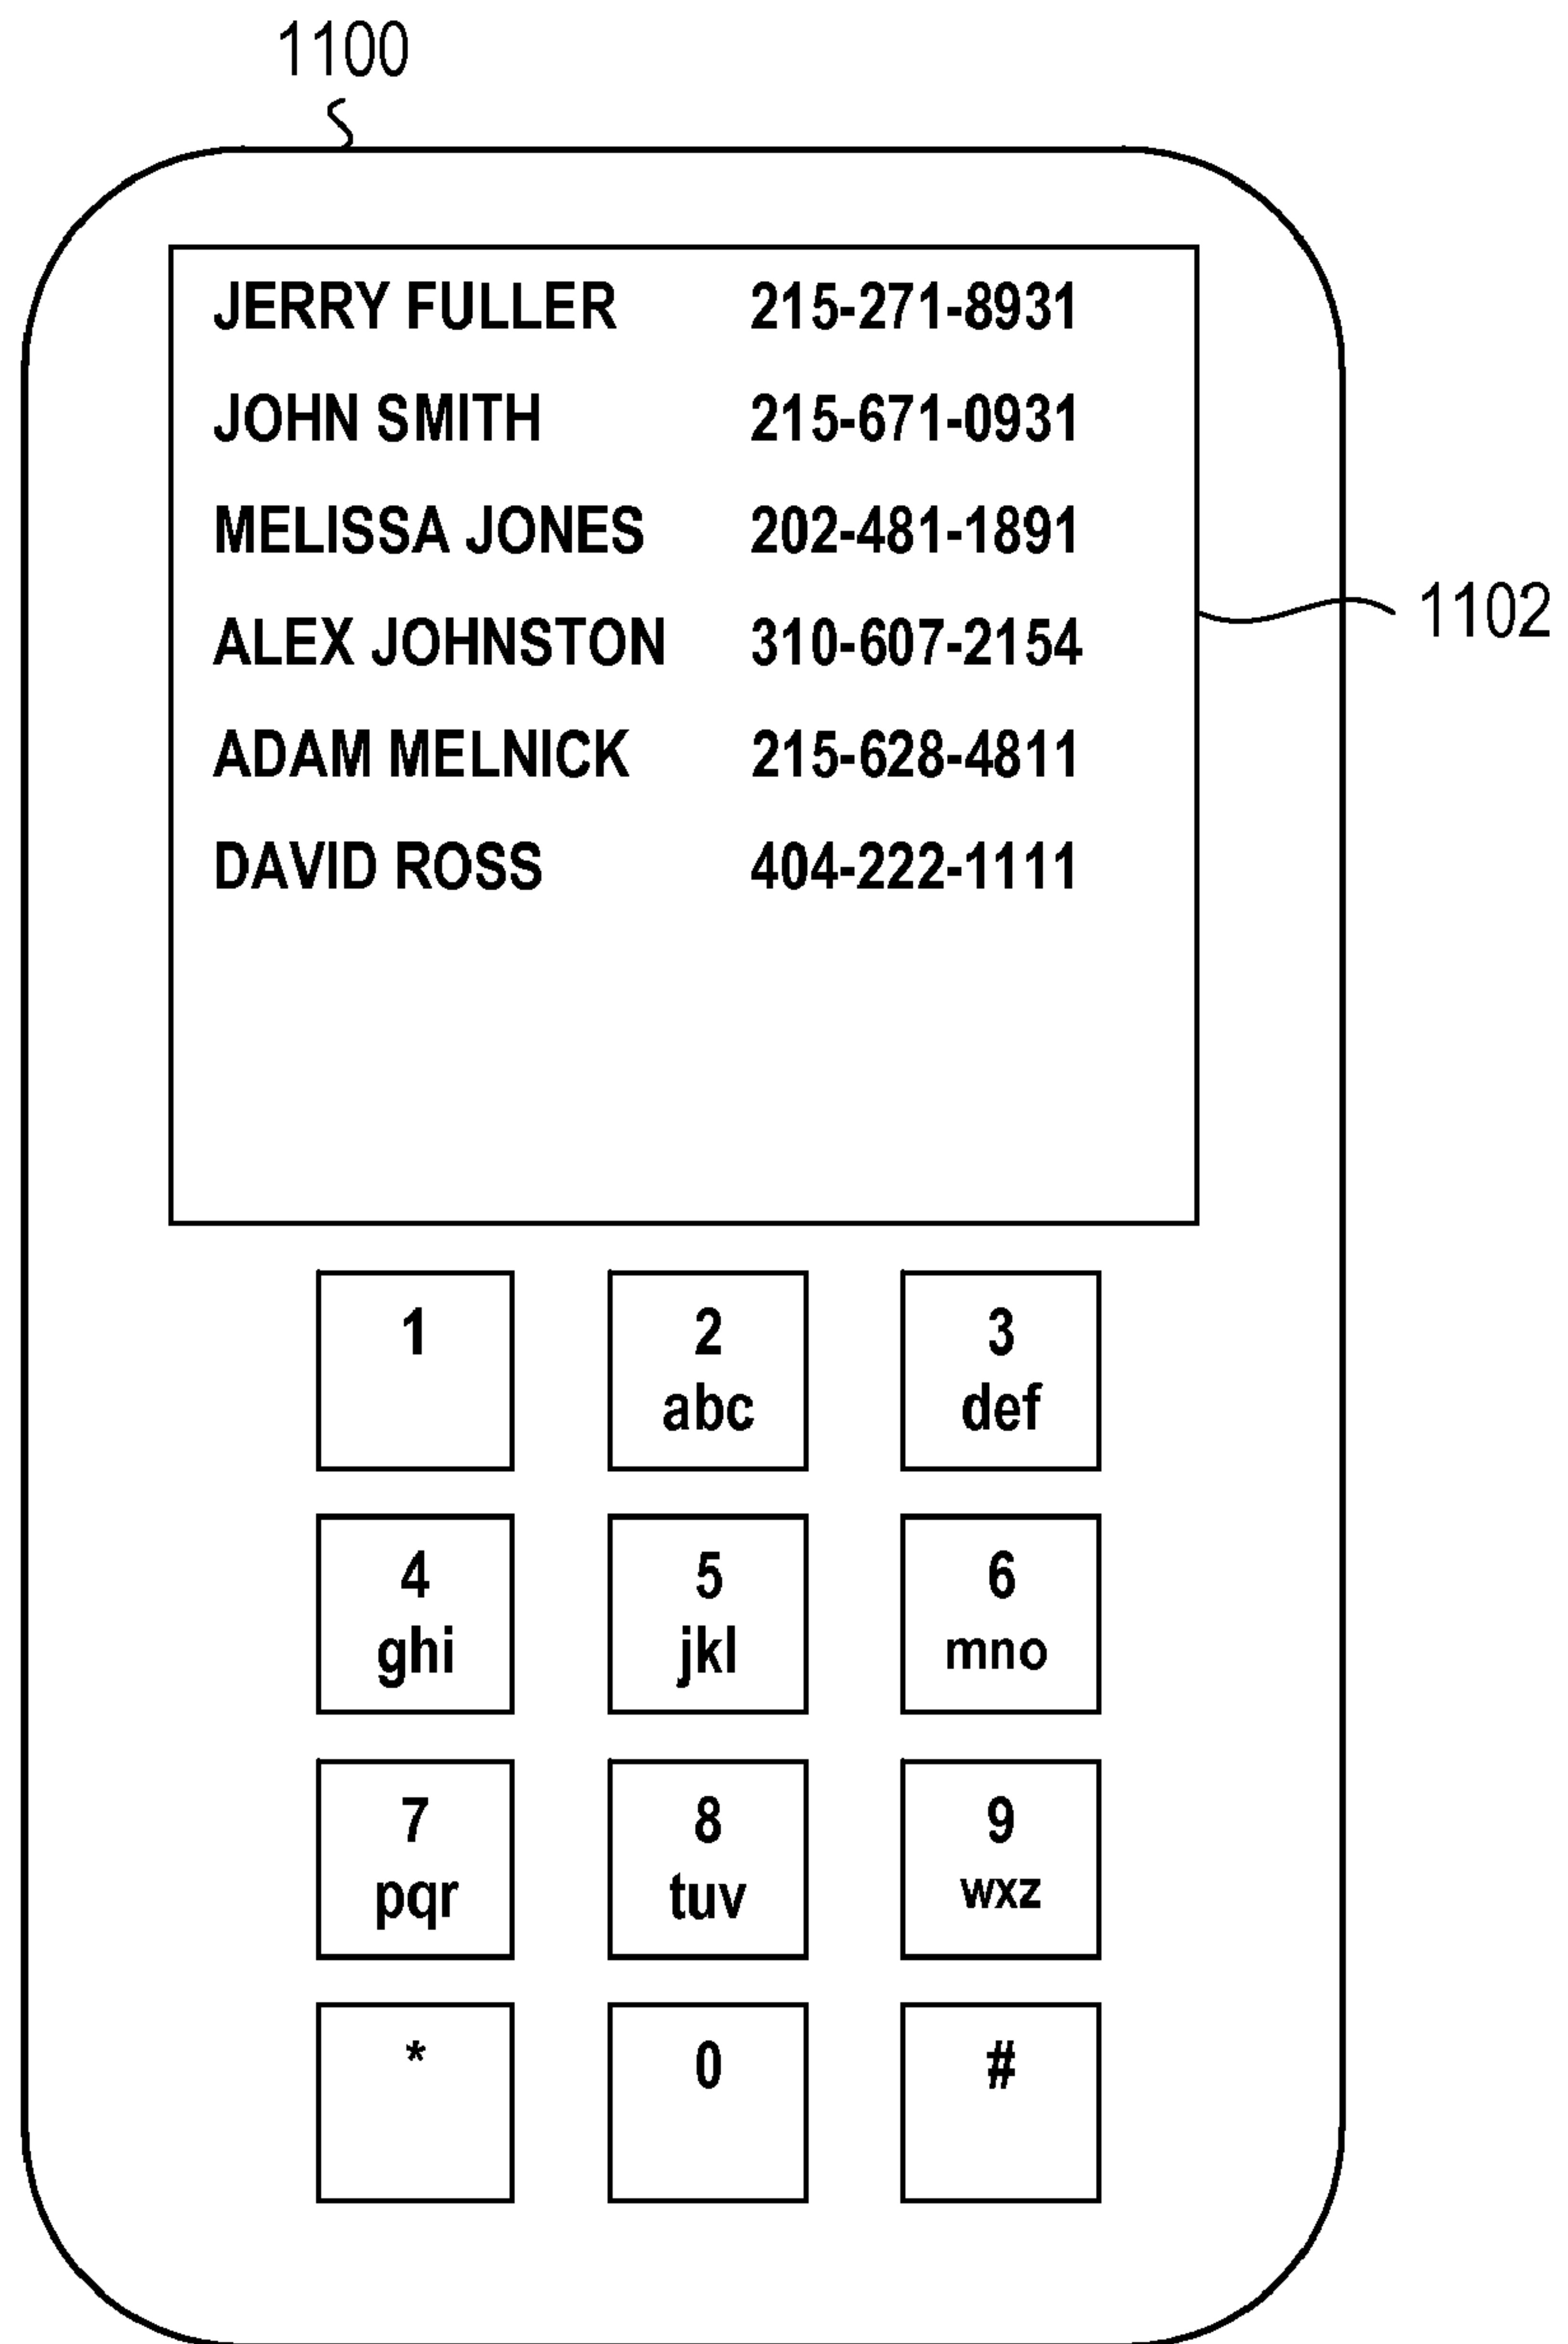 1100
JERRY FULLER 215-271-8931
JOHN SMITH 215-671-0931
MELISSA JONES 202-481-1891
1102
ALEX JOHNSTON 310-607-2154
ADAM MELNICK 215-628-4811
DAVID ROSS 404-222-1111
1 2 3
abc def
4 5 6
ghi jkl mno
7 8 9
pqr tuv wxz
* 0 #